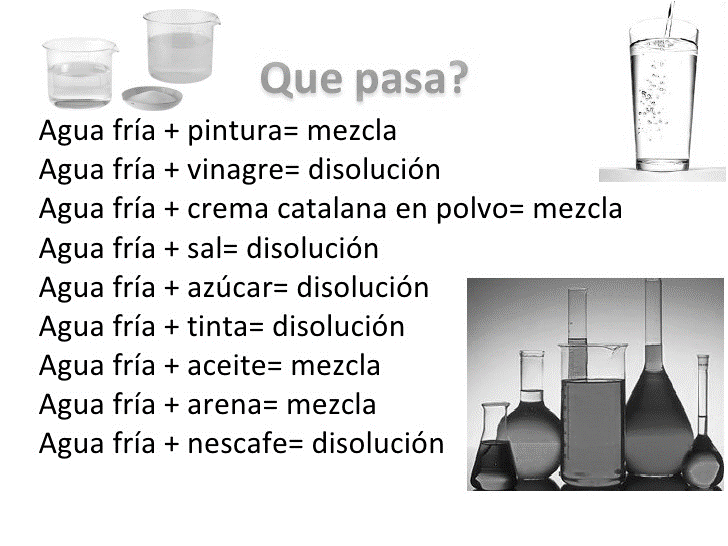 Que pasa?
Agua fría + pintura= mezcla
Agua fría + vinagre= disolución
Agua fría + crema catalana en polvo= mezcla
Agua fría + sal= disolución
Agua fría + azúcar= disolución
Agua fría + tinta= disolución
Agua fría + aceite= mezcla
Agua fría + arena= mezcla
Agua fría + nescafe= disolución